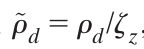 ρ̃_d = ρ_d/ζ_z,